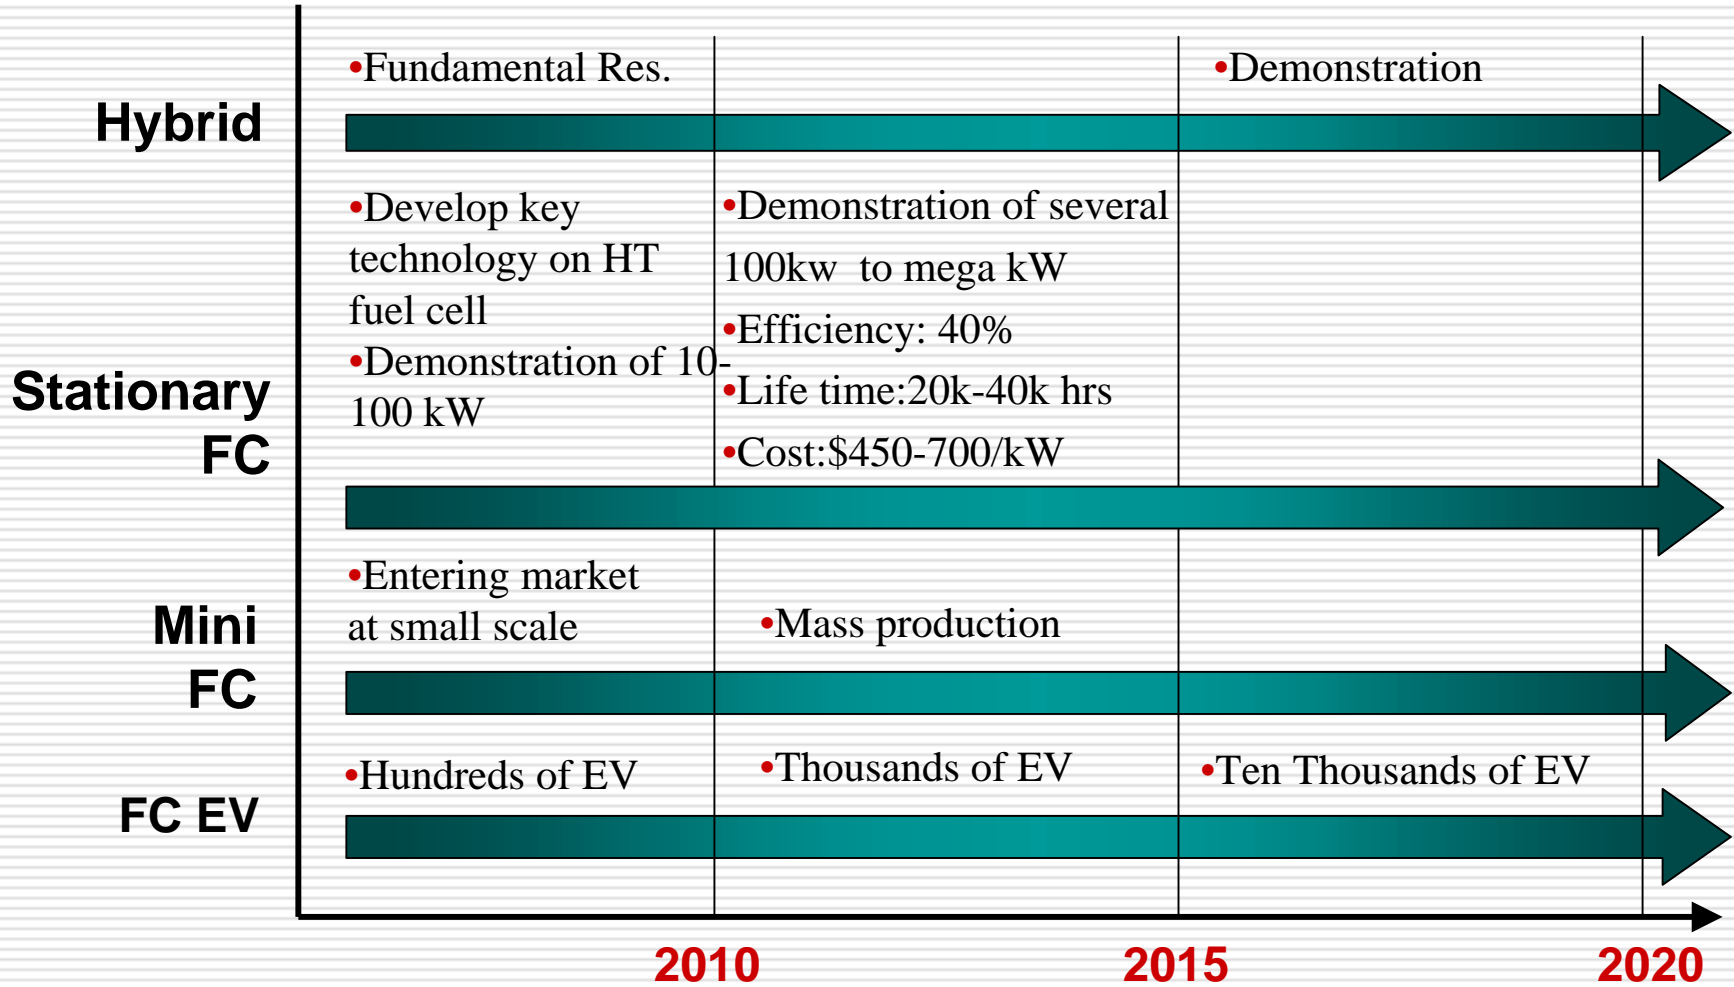 Hybrid
•Fundamental Res.
•Demonstration
Stationary
FC
•Develop key
technology on HT
fuel cell
•Demonstration of 10-
100 kW
•Demonstration of several
100kw  to mega kW
•Efficiency: 40%
•Life time:20k-40k hrs
•Cost:$450-700/kW
Mini
FC
•Entering market
at small scale
•Mass production
FC EV
•Hundreds of EV
•Thousands of EV
•Ten Thousands of EV
2010
2015
2020